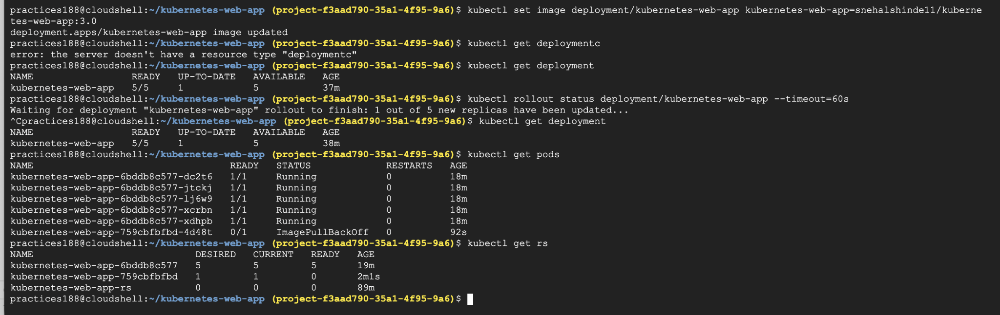 practices188@cloudshell:~/kubernetes-web-app (project-f3aad790-35a1-4f95-9a6)$ kubectl set image deployment/kubernetes-web-app kubernetes-web-app=snehalshinde11/kuberne
tes-web-app:3.0
deployment.apps/kubernetes-web-app image updated
practices188@cloudshell:~/kubernetes-web-app (project-f3aad790-35a1-4f95-9a6)$ kubectl get deploymentc
error: the server doesn't have a resource type "deploymentc"
practices188@cloudshell:~/kubernetes-web-app (project-f3aad790-35a1-4f95-9a6)$ kubectl get deployment
NAME                 READY   UP-TO-DATE   AVAILABLE   AGE
kubernetes-web-app   5/5     1            5           37m
practices188@cloudshell:~/kubernetes-web-app (project-f3aad790-35a1-4f95-9a6)$ kubectl rollout status deployment/kubernetes-web-app --timeout=60s
Waiting for deployment "kubernetes-web-app" rollout to finish: 1 out of 5 new replicas have been updated...
^Cpractices188@cloudshell:~/kubernetes-web-app (project-f3aad790-35a1-4f95-9a6)$ kubectl get deployment
NAME                 READY   UP-TO-DATE   AVAILABLE   AGE
kubernetes-web-app   5/5     1            5           38m
practices188@cloudshell:~/kubernetes-web-app (project-f3aad790-35a1-4f95-9a6)$ kubectl get pods
NAME                                  READY   STATUS             RESTARTS   AGE
kubernetes-web-app-6bddb8c577-dc2t6   1/1     Running            0          18m
kubernetes-web-app-6bddb8c577-jtckj   1/1     Running            0          18m
kubernetes-web-app-6bddb8c577-lj6w9   1/1     Running            0          18m
kubernetes-web-app-6bddb8c577-xcrbn   1/1     Running            0          18m
kubernetes-web-app-6bddb8c577-xdhpb   1/1     Running            0          18m
kubernetes-web-app-759cbfbfbd-4d48t   0/1     ImagePullBackOff   0          92s
practices188@cloudshell:~/kubernetes-web-app (project-f3aad790-35a1-4f95-9a6)$ kubectl get rs
NAME                            DESIRED   CURRENT   READY   AGE
kubernetes-web-app-6bddb8c577   5         5         5       19m
kubernetes-web-app-759cbfbfbd   1         1         0       2m1s
kubernetes-web-app-rs           0         0         0       89m
practices188@cloudshell:~/kubernetes-web-app (project-f3aad790-35a1-4f95-9a6)$